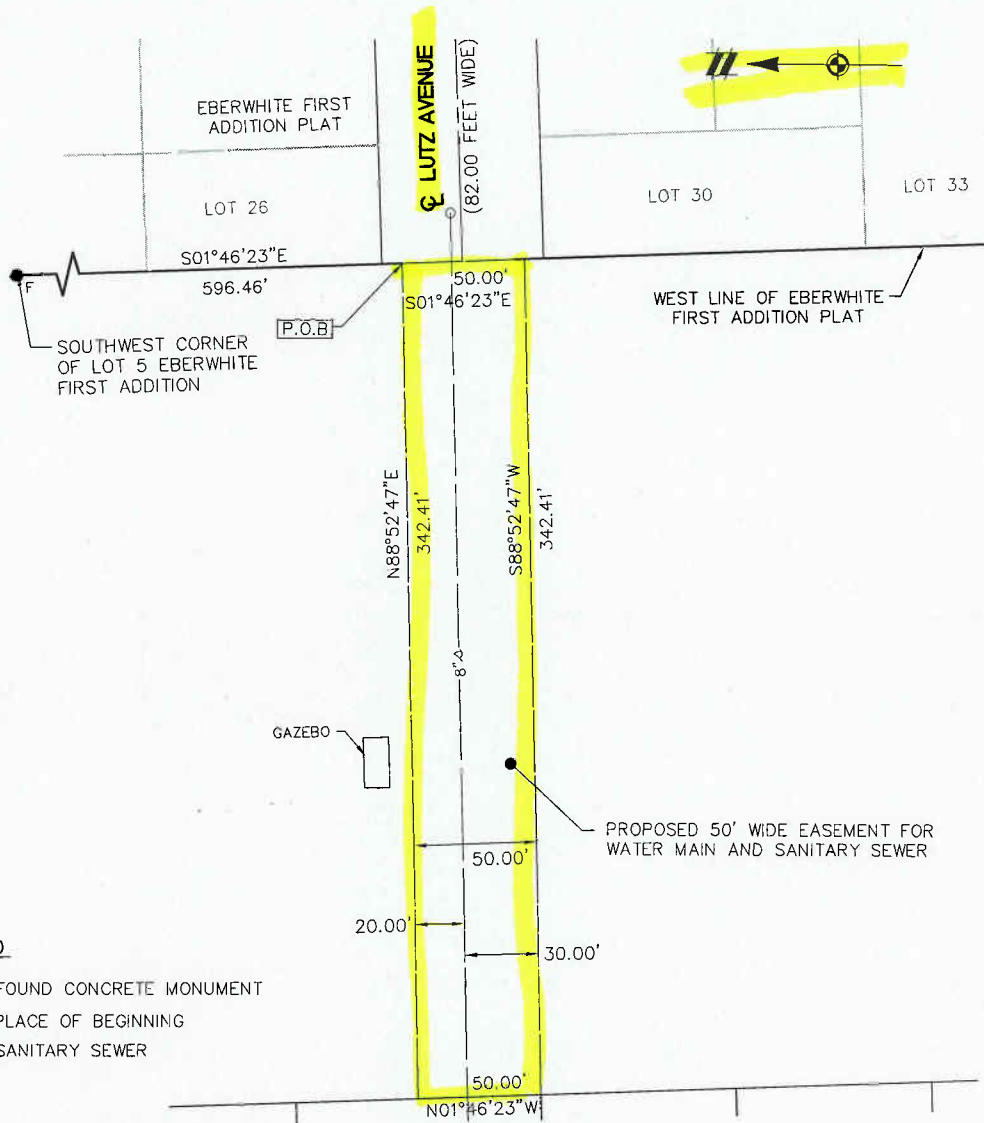 EBERWHITE FIRST
ADDITION PLAT
℄ LUTZ AVENUE
(82.00 FEET WIDE)
LOT 26
LOT 30
LOT 33
S01°46'23"E
596.46'
F
50.00'
S01°46'23"E
P.O.B
WEST LINE OF EBERWHITE
FIRST ADDITION PLAT
SOUTHWEST CORNER
OF LOT 5 EBERWHITE
FIRST ADDITION
N88°52'47"E
342.41'
S88°52'47"W
342.41'
8"
GAZEBO
PROPOSED 50' WIDE EASEMENT FOR
WATER MAIN AND SANITARY SEWER
50.00'
20.00'
30.00'
FOUND CONCRETE MONUMENT
PLACE OF BEGINNING
SANITARY SEWER
50.00'
N01°46'23"W